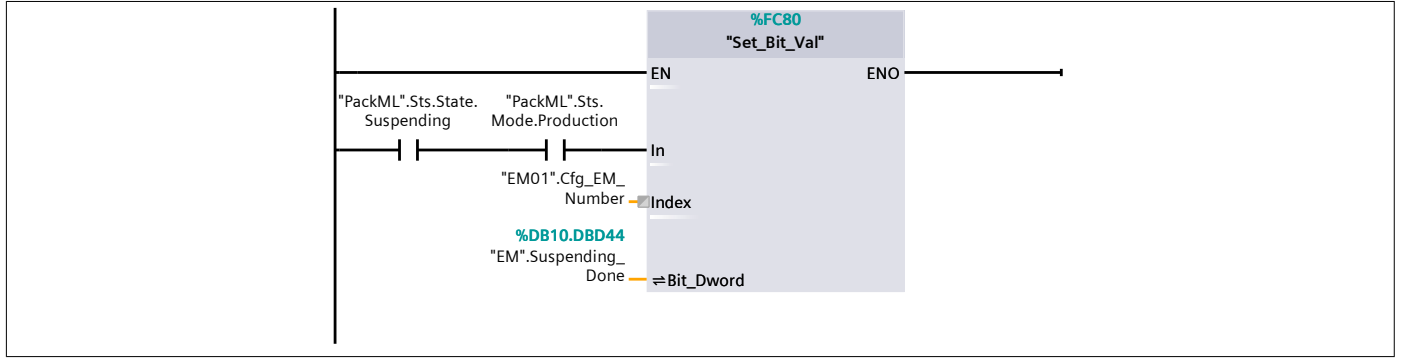 %FC80
"Set_Bit_Val"
EN
ENO
"PackML".Sts.State.
Suspending
"PackML".Sts.
Mode.Production
In
"EM01".Cfg_EM_
Number
Index
%DB10.DBD44
"EM".Suspending_
Done
⇌Bit_Dword